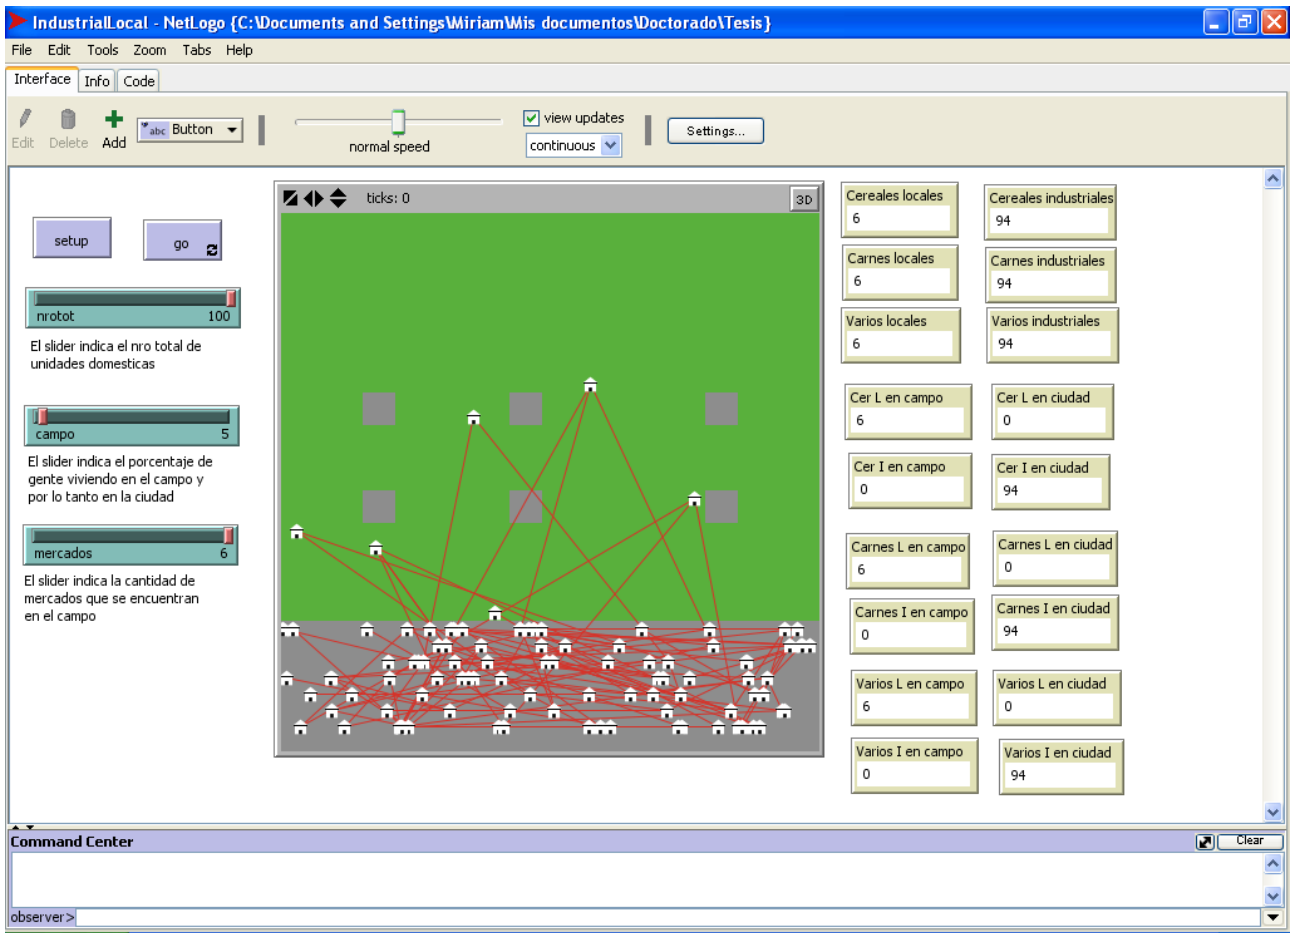 IndustrialLocal - NetLogo {C:\Documents and Settings\Miriam\Mis documentos\Doctorado\Tesis}
File Edit Tools Zoom Tabs Help
Interface Info Code
Edit Delete Add abc Button
normal speed
view updates
continuous
Settings...
ticks: 0
3D
setup
go
nrotot 100
El slider indica el nro total de
unidades domesticas
campo 5
El slider indica el porcentaje de
gente viviendo en el campo y
por lo tanto en la ciudad
mercados 6
El slider indica la cantidad de
mercados que se encuentran
en el campo
Cereales locales
6
Cereales industriales
94
Carnes locales
6
Carnes industriales
94
Varios locales
6
Varios industriales
94
Cer L en campo
6
Cer L en ciudad
0
Cer I en campo
0
Cer I en ciudad
94
Carnes L en campo
6
Carnes L en ciudad
0
Carnes I en campo
0
Carnes I en ciudad
94
Varios L en campo
6
Varios L en ciudad
0
Varios I en campo
0
Varios I en ciudad
94
Command Center
Clear
observer>